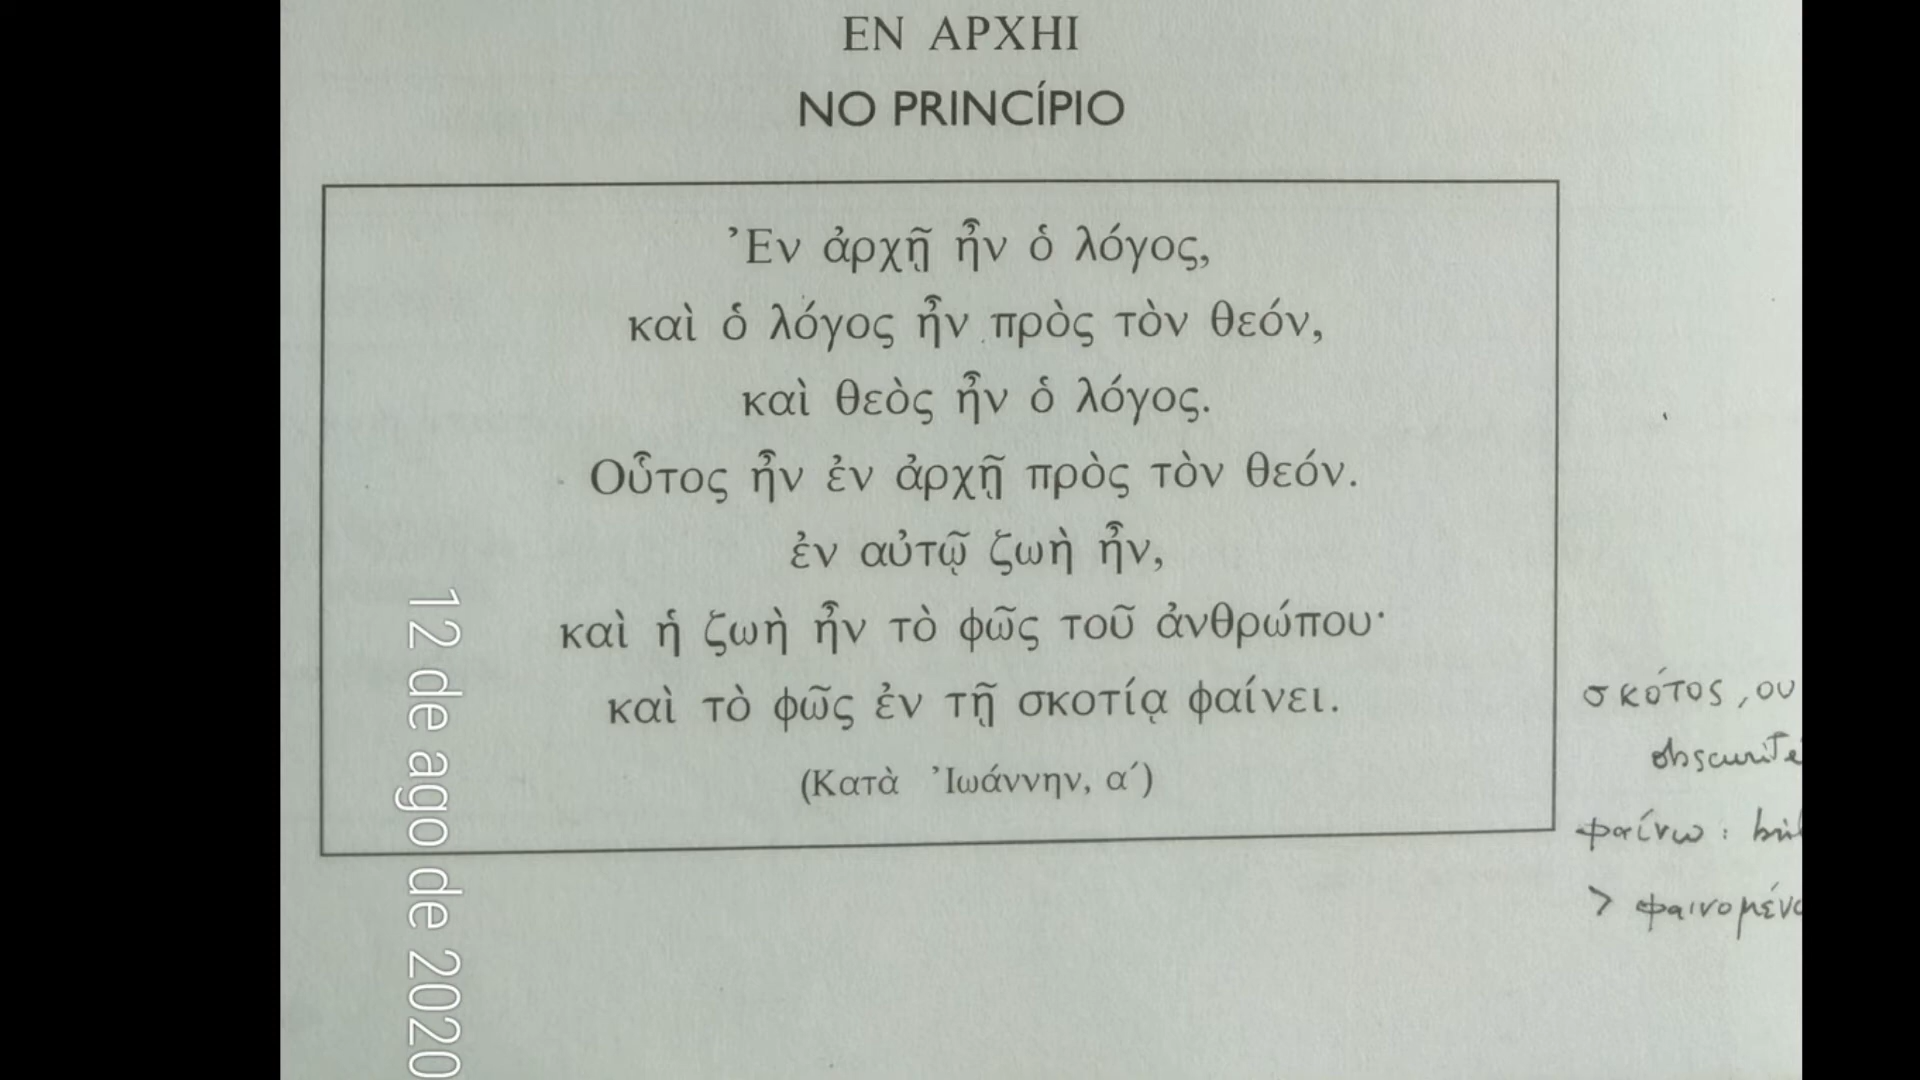 ΕΝ ΑΡΧΗΙ
NO PRINCÍPIO
Ἐν ἀρχῇ ἦν ὁ λόγος,
καὶ ὁ λόγος ἦν πρὸς τὸν θεόν,
καὶ θεὸς ἦν ὁ λόγος.
Οὗτος ἦν ἐν ἀρχῇ πρὸς τὸν θεόν.
ἐν αὐτῷ ζωὴ ἦν,
καὶ ἡ ζωὴ ἦν τὸ φῶς τοῦ ἀνθρώπου·
καὶ τὸ φῶς ἐν τῇ σκοτίᾳ φαίνει.
(Κατὰ Ἰωάννην, α´)
σκότος, ου
φαίνω:
>
12 de ago de 2020